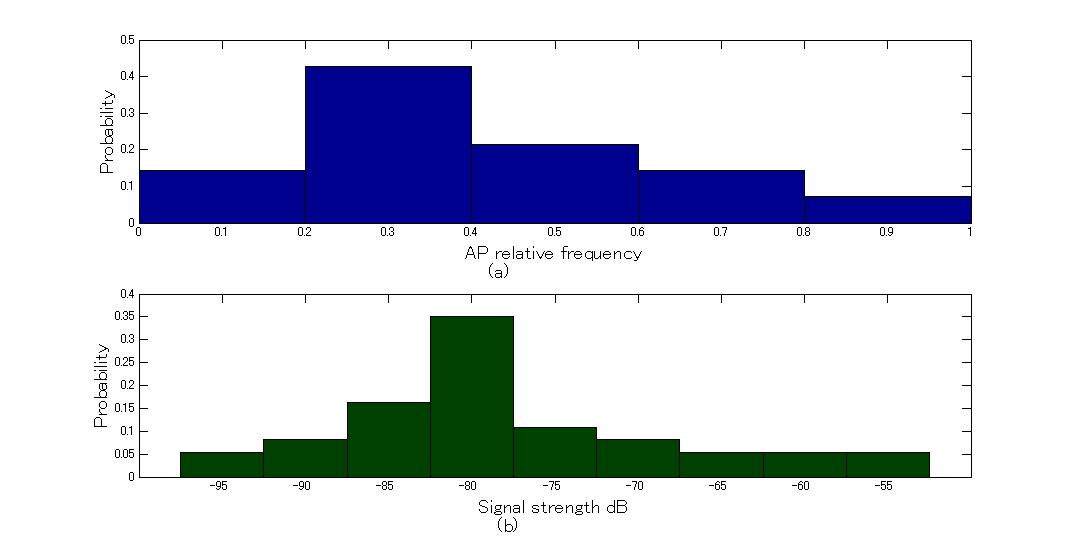 0.5
0.4
0.3
0.2
0.1
0
Probability
0 0.1 0.2 0.3 0.4 0.5 0.6 0.7 0.8 0.9 1
AP relative frequency
(a)
0.4
0.35
0.3
0.25
0.2
0.15
0.1
0.05
0
Probability
-95 -90 -85 -80 -75 -70 -65 -60 -55
Signal strength dB
(b)